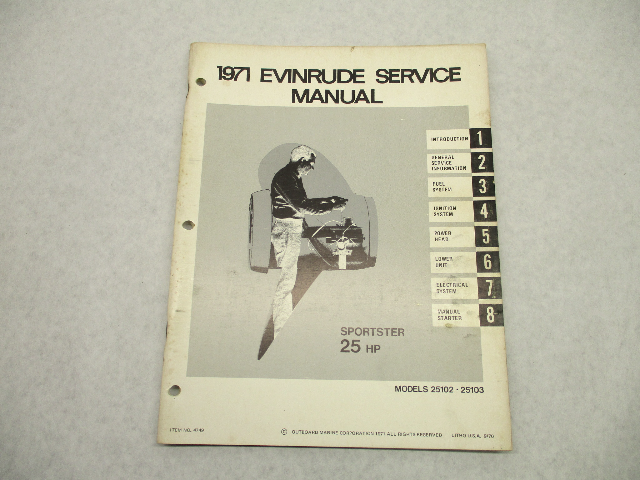 1971 EVINRUDE SERVICE
MANUAL
INTRODUCTION 1
GENERAL
SERVICE
INFORMATION 2
FUEL
SYSTEM 3
IGNITION
SYSTEM 4
POWER
HEAD 5
LOWER
UNIT 6
ELECTRICAL
SYSTEM 7
MANUAL
STARTER 8
SPORTSTER
25 HP
MODELS 25102 - 25103
ITEM NO.
© OUTBOARD MARINE CORPORATION 1971 ALL RIGHTS RESERVED
LITHO U.S.A.